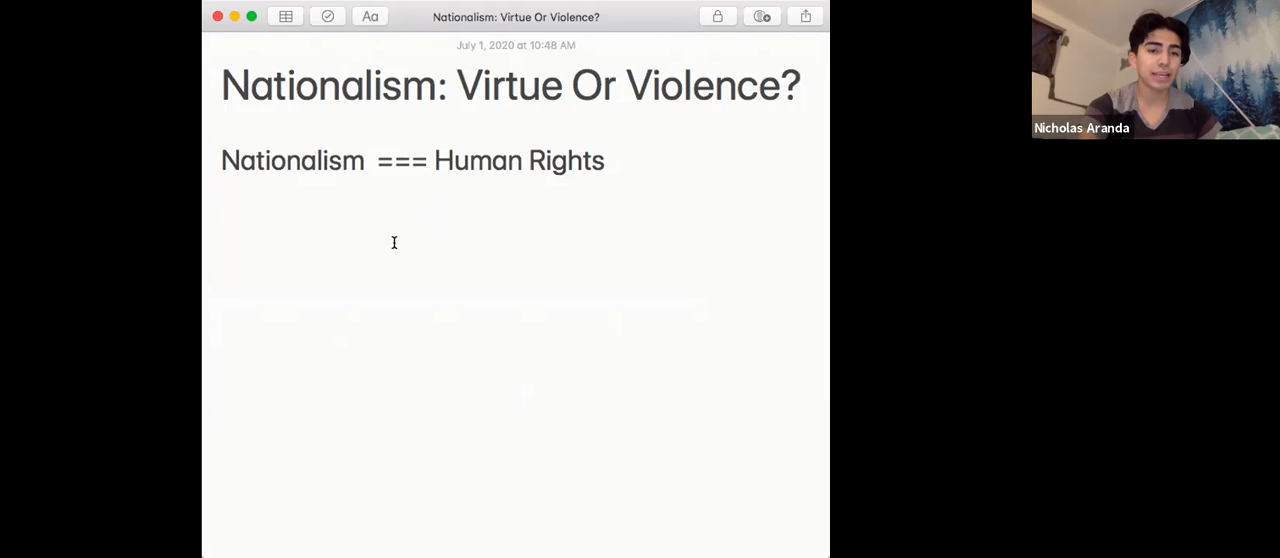 Nationalism: Virtue Or Violence?
Aa
July 1, 2020 at 10:48 AM
Nationalism: Virtue Or Violence?
Nationalism === Human Rights
Nicholas Aranda